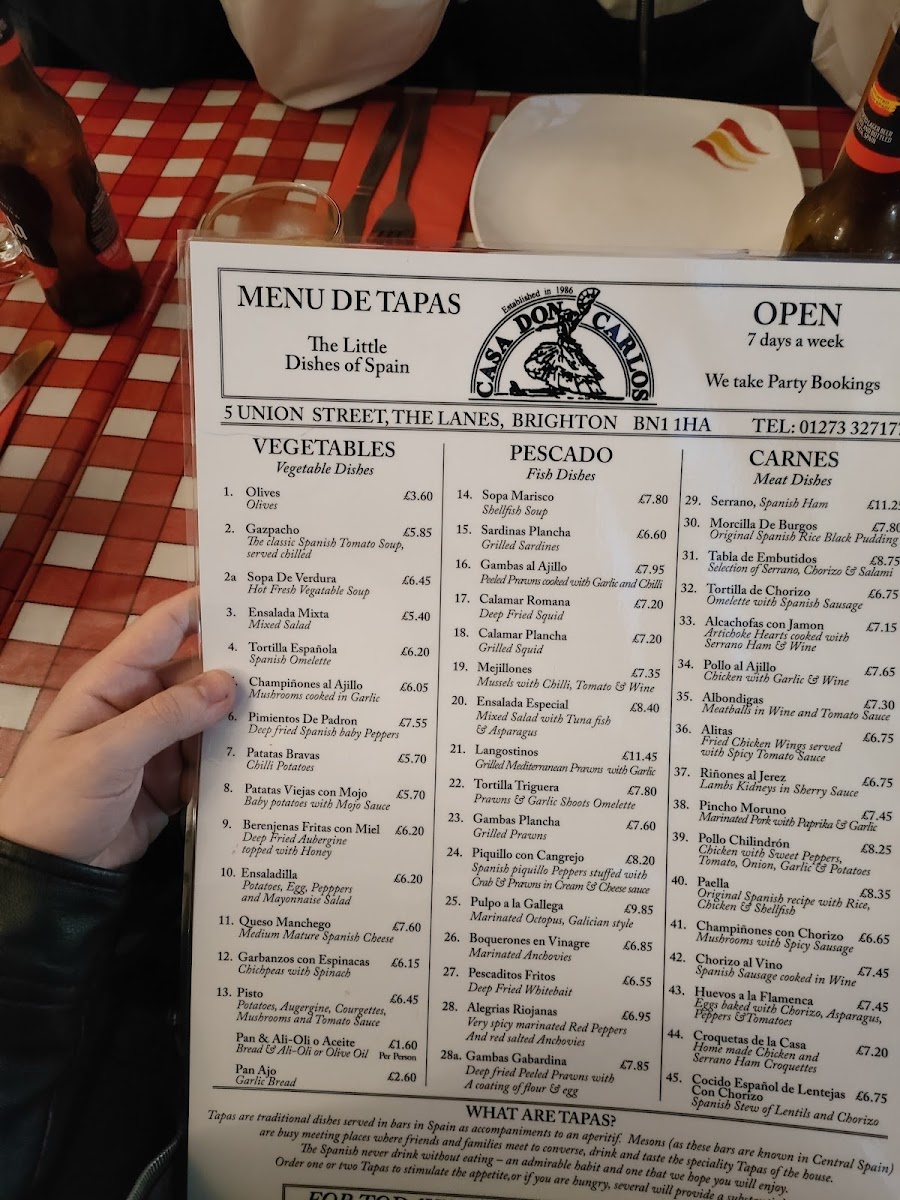 MENU DE TAPAS
The Little
Dishes of Spain
Established in 1986
CASA DON CARLOS
OPEN
7 days a week
We take Party Bookings
5 UNION STREET, THE LANES, BRIGHTON BN1 1HA TEL: 01273 327177
VEGETABLES
Vegetable Dishes
1. Olives £3.60
Olives
2. Gazpacho £5.85
The classic Spanish Tomato Soup,
served chilled
2a Sopa De Verdura £6.45
Hot Fresh Vegatable Soup
3. Ensalada Mixta £5.40
Mixed Salad
4. Tortilla Española £6.20
Spanish Omelette
Champiñones al Ajillo £6.05
Mushrooms cooked in Garlic
6. Pimientos De Padron £7.55
Deep fried Spanish baby Peppers
7. Patatas Bravas £5.70
Chilli Potatoes
8. Patatas Viejas con Mojo £5.70
Baby potatoes with Mojo Sauce
9. Berenjenas Fritas con Miel £6.20
Deep Fried Aubergine
topped with Honey
10. Ensaladilla £6.20
Potatoes, Egg, Pepppers
and Mayonnaise Salad
11. Queso Manchego £7.60
Medium Mature Spanish Cheese
12. Garbanzos con Espinacas £6.15
Chichpeas with Spinach
13. Pisto £6.45
Potatoes, Augergine, Courgettes,
Mushrooms and Tomato Sauce
Pan & Ali-Oli o Aceite £1.60
Bread & Ali-Oli or Olive Oil Per Person
Pan Ajo £2.60
Garlic Bread
PESCADO
Fish Dishes
14. Sopa Marisco £7.80
Shellfish Soup
15. Sardinas Plancha £6.60
Grilled Sardines
16. Gambas al Ajillo £7.95
Peeled Prawns cooked with Garlic and Chilli
17. Calamar Romana £7.20
Deep Fried Squid
18. Calamar Plancha £7.20
Grilled Squid
19. Mejillones £7.35
Mussels with Chilli, Tomato & Wine
20. Ensalada Especial £8.40
Mixed Salad with Tuna fish
& Asparagus
21. Langostinos £11.45
Grilled Mediterranean Prawns with Garlic
22. Tortilla Triguera £7.80
Prawns & Garlic Shoots Omelette
23. Gambas Plancha £7.60
Grilled Prawns
24. Piquillo con Cangrejo £8.20
Spanish piquillo Peppers stuffed with
Crab & Prawns in Cream & Cheese sauce
25. Pulpo a la Gallega £9.85
Marinated Octopus, Galician style
26. Boquerones en Vinagre £6.85
Marinated Anchovies
27. Pescaditos Fritos £6.55
Deep Fried Whitebait
28. Alegrias Riojanas £6.95
Very spicy marinated Red Peppers
And red salted Anchovies
28a. Gambas Gabardina £7.85
Deep fried Peeled Prawns with
A coating of flour & egg
CARNES
Meat Dishes
29. Serrano, Spanish Ham £11.25
30. Morcilla De Burgos £7.80
Original Spanish Rice Black Pudding
31. Tabla de Embutidos £8.75
Selection of Serrano, Chorizo & Salami
32. Tortilla de Chorizo £6.75
Omelette with Spanish Sausage
33. Alcachofas con Jamon £7.15
Artichoke Hearts cooked with
Serrano Ham & Wine
34. Pollo al Ajillo £7.65
Chicken with Garlic & Wine
35. Albondigas £7.30
Meatballs in Wine and Tomato Sauce
36. Alitas £6.75
Fried Chicken Wings served
with Spicy Tomato Sauce
37. Riñones al Jerez £6.75
Lambs Kidneys in Sherry Sauce
38. Pincho Moruno £7.45
Marinated Pork with Paprika & Garlic
39. Pollo Chilindrón £8.25
Chicken with Sweet Peppers,
Tomato, Onion, Garlic & Potatoes
40. Paella £8.35
Original Spanish recipe with Rice,
Chicken & Shellfish
41. Champiñones con Chorizo £6.65
Mushrooms with Spicy Sausage
42. Chorizo al Vino £7.45
Spanish Sausage cooked in Wine
43. Huevos a la Flamenca £7.45
Eggs baked with Chorizo, Asparagus,
Peppers & Tomatoes
44. Croquetas de la Casa £7.20
Home made Chicken and
Serrano Ham Croquettes
45. Cocido Español de Lentejas £6.75
Con Chorizo
Spanish Stew of Lentils and Chorizo
WHAT ARE TAPAS?
Tapas are traditional dishes served in bars in Spain as accompaniments to an aperitif. Mesons (as these bars are known in Central Spain)
are busy meeting places where friends and families meet to converse, drink and taste the speciality Tapas of the house.
The Spanish never drink without eating – an admirable habit and one that we hope you will enjoy.
Order one or two Tapas to stimulate the appetite, or if you are hungry, several will provide a